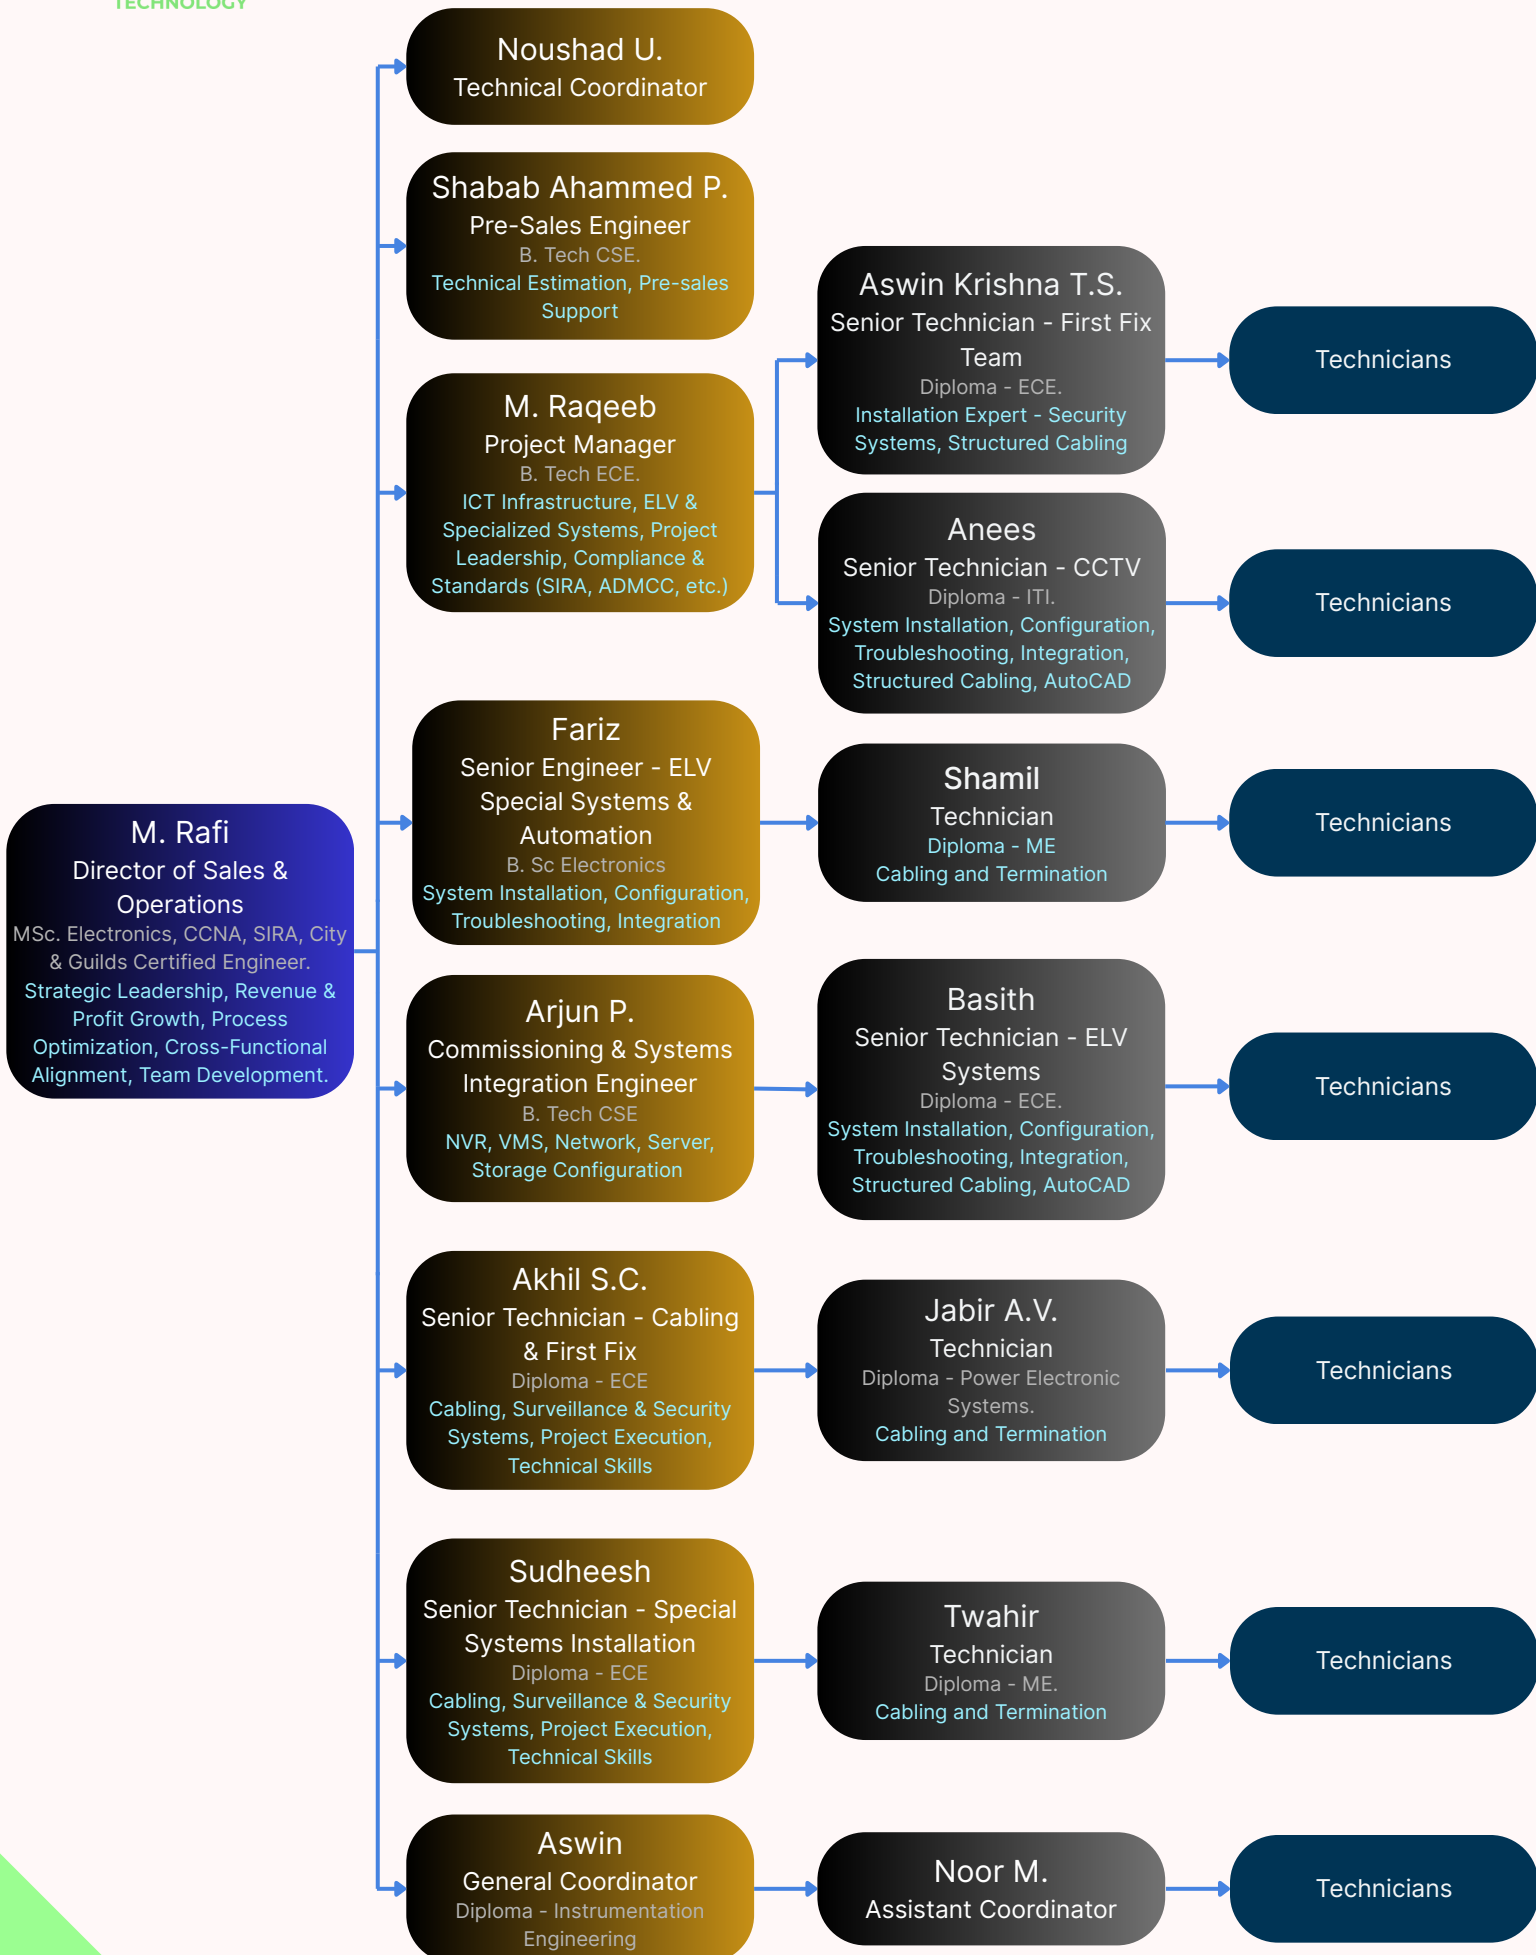 TECHNOLOGY
Noushad U.
Technical Coordinator
Shabab Ahammed P.
Pre-Sales Engineer
B. Tech CSE.
Technical Estimation, Pre-sales
Support
M. Raqeeb
Project Manager
B. Tech ECE.
ICT Infrastructure, ELV &
Specialized Systems, Project
Leadership, Compliance &
Standards (SIRA, ADMCC, etc.)
Aswin Krishna T.S.
Senior Technician - First Fix
Team
Diploma - ECE.
Installation Expert - Security
Systems, Structured Cabling
Technicians
Anees
Senior Technician - CCTV
Diploma - ITI.
System Installation, Configuration,
Troubleshooting, Integration,
Structured Cabling, AutoCAD
Technicians
M. Rafi
Director of Sales &
Operations
MSc. Electronics, CCNA, SIRA, City
& Guilds Certified Engineer.
Strategic Leadership, Revenue &
Profit Growth, Process
Optimization, Cross-Functional
Alignment, Team Development.
Fariz
Senior Engineer - ELV
Special Systems &
Automation
B. Sc Electronics
System Installation, Configuration,
Troubleshooting, Integration
Shamil
Technician
Diploma - ME
Cabling and Termination
Technicians
Arjun P.
Commissioning & Systems
Integration Engineer
B. Tech CSE
NVR, VMS, Network, Server,
Storage Configuration
Basith
Senior Technician - ELV
Systems
Diploma - ECE.
System Installation, Configuration,
Troubleshooting, Integration,
Structured Cabling, AutoCAD
Technicians
Akhil S.C.
Senior Technician - Cabling
& First Fix
Diploma - ECE
Cabling, Surveillance & Security
Systems, Project Execution,
Technical Skills
Jabir A.V.
Technician
Diploma - Power Electronic
Systems.
Cabling and Termination
Technicians
Sudheesh
Senior Technician - Special
Systems Installation
Diploma - ECE
Cabling, Surveillance & Security
Systems, Project Execution,
Technical Skills
Twahir
Technician
Diploma - ME.
Cabling and Termination
Technicians
Aswin
General Coordinator
Diploma - Instrumentation
Engineering
Noor M.
Assistant Coordinator
Technicians